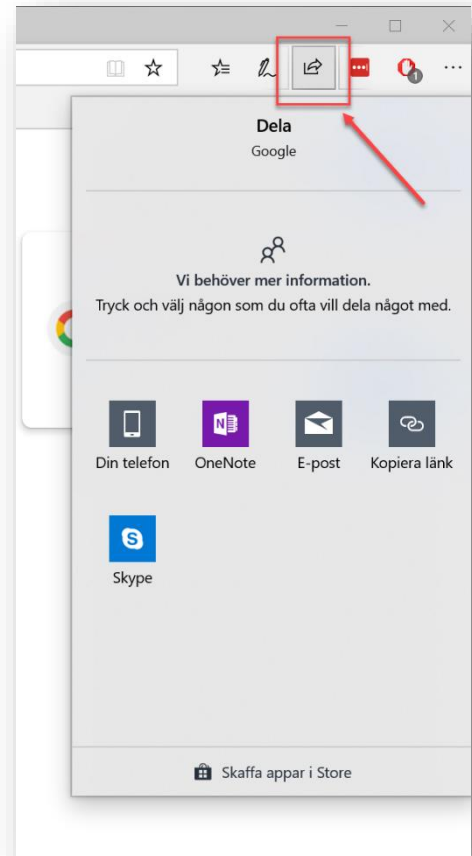 1
Dela
Google
Vi behöver mer information.
Tryck och välj någon som du ofta vill dela något med.
N
Din telefon
OneNote
E-post
Kopiera länk
S
Skype
Skaffa appar i Store